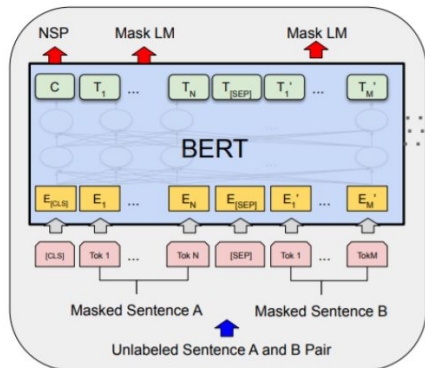 NSP Mask LM Mask LM
C T1 ... TN T[SEP] T1' ... TM'
BERT
E[CLS] E1 ... EN E[SEP] E1' ... EM'
[CLS] Tok 1 ... Tok N [SEP] Tok 1 ... TokM
Masked Sentence A Masked Sentence B
Unlabeled Sentence A and B Pair